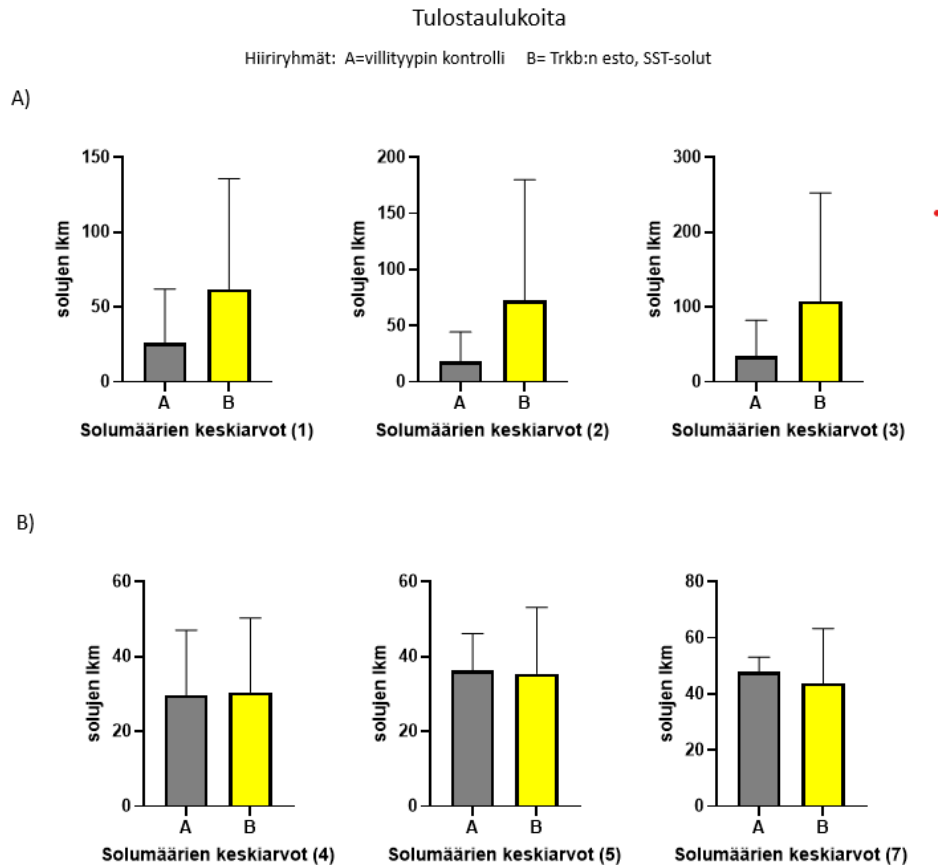 Tulostaulukoita
Hiiriryhmät: A=villityypin kontrolli B= Trkb:n esto, SST-solut
A)
150
100
50
0
solujen lkm
A B
Solumäärien keskiarvot (1)
200
150
100
50
0
solujen lkm
A B
Solumäärien keskiarvot (2)
300
200
100
0
solujen lkm
A B
Solumäärien keskiarvot (3)
B)
60
40
20
0
solujen lkm
A B
Solumäärien keskiarvot (4)
60
40
20
0
solujen lkm
A B
Solumäärien keskiarvot (5)
80
60
40
20
0
solujen lkm
A B
Solumäärien keskiarvot (7)